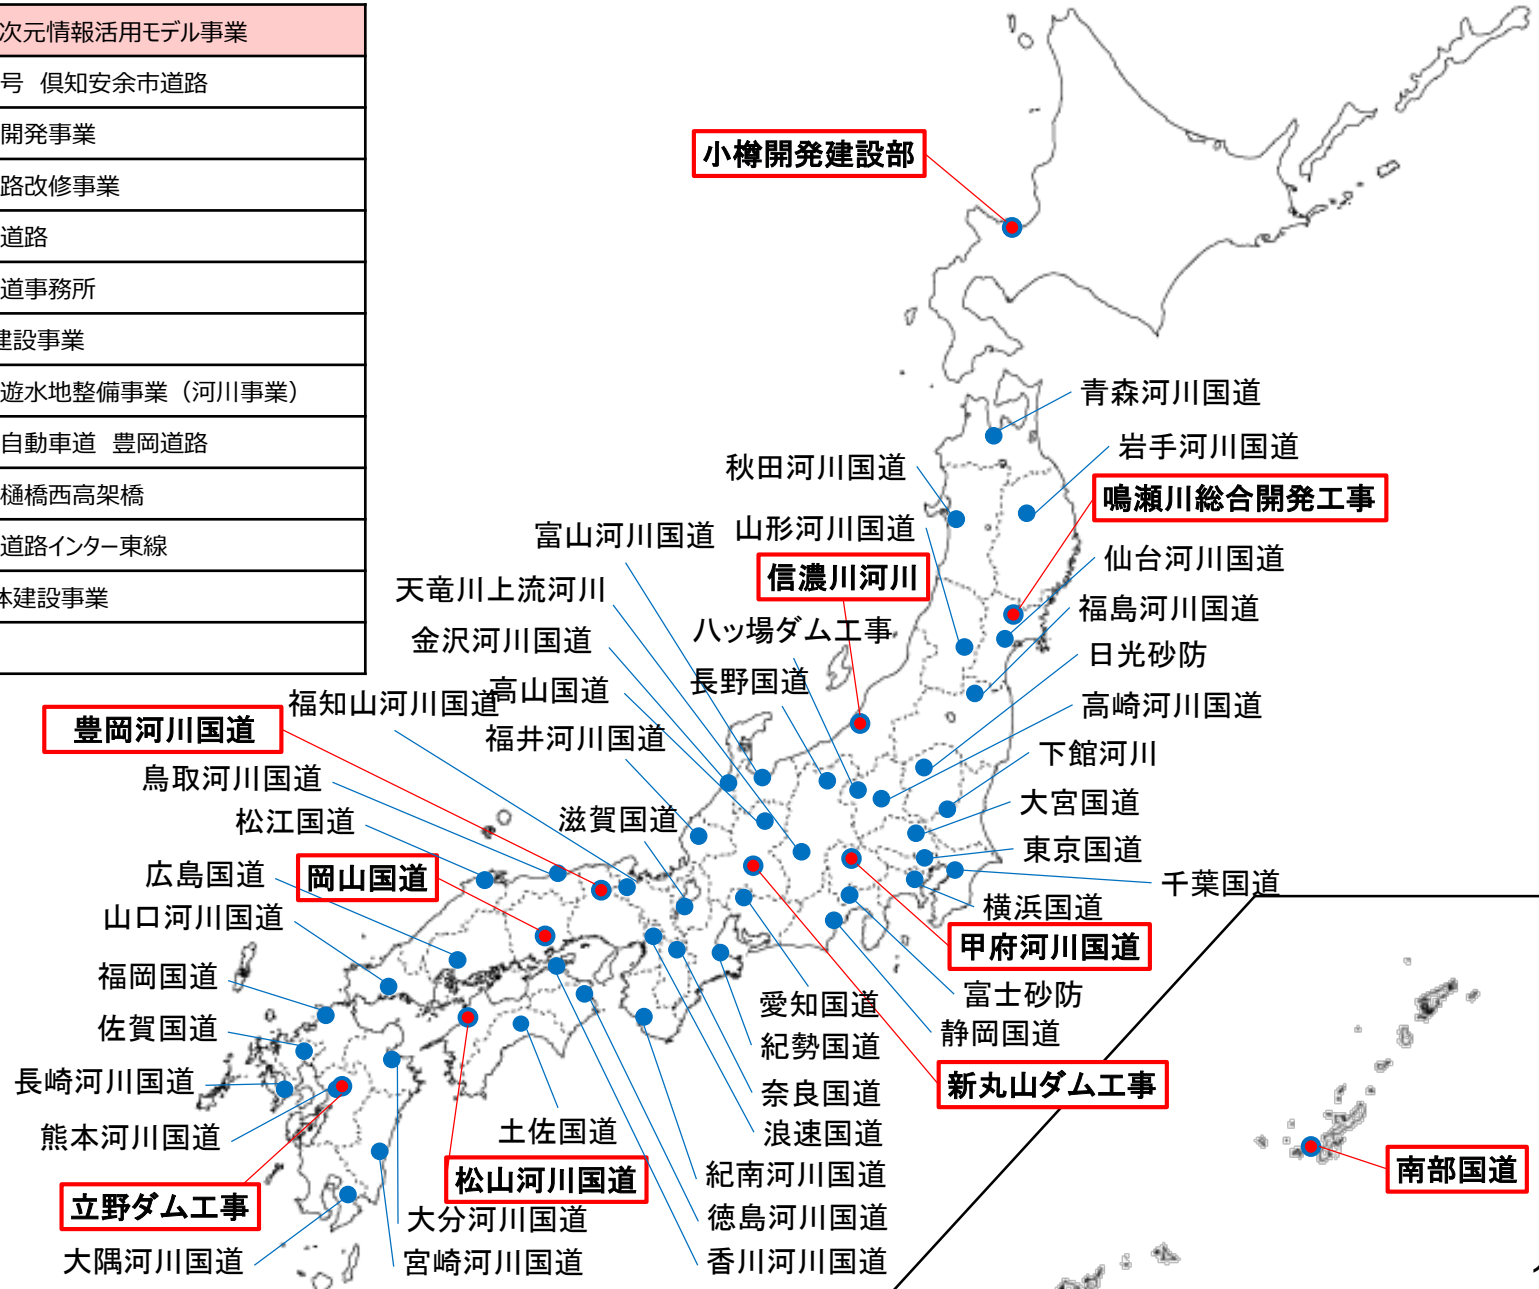 次元情報活用モデル事業
号 倶知安余市道路
開発事業
路改修事業
道路
道事務所
建設事業
遊水地整備事業（河川事業）
自動車道 豊岡道路
樋橋西高架橋
道路インター東線
体建設事業
小樽開発建設部
青森河川国道
岩手河川国道
秋田河川国道
鳴瀬川総合開発工事
富山河川国道
山形河川国道
仙台河川国道
信濃川河川
天竜川上流河川
福島河川国道
八ッ場ダム工事
金沢河川国道
日光砂防
長野国道
高山国道
福知山河川国道
高崎河川国道
豊岡河川国道
福井河川国道
下館河川
鳥取河川国道
大宮国道
松江国道
滋賀国道
東京国道
広島国道
岡山国道
千葉国道
横浜国道
山口河川国道
甲府河川国道
福岡国道
富士砂防
愛知国道
佐賀国道
静岡国道
紀勢国道
長崎河川国道
新丸山ダム工事
奈良国道
熊本河川国道
土佐国道
浪速国道
南部国道
松山河川国道
紀南河川国道
立野ダム工事
大分河川国道
徳島河川国道
大隅河川国道
宮崎河川国道
香川河川国道